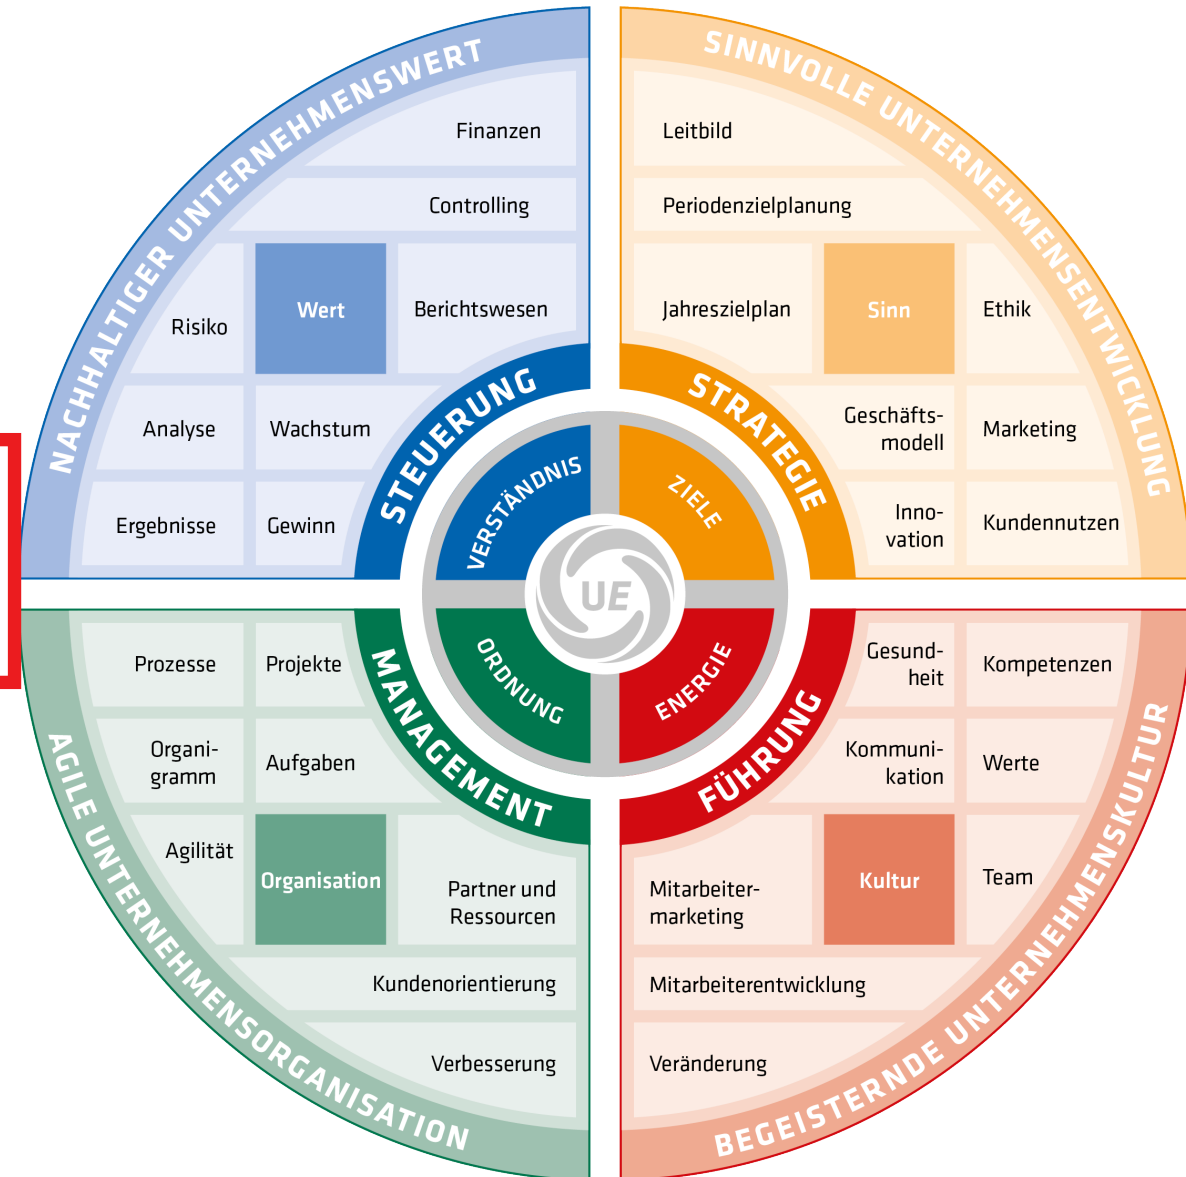 NACHHALTIGER UNTERNEHMENSWERT
Finanzen
Controlling
Risiko
Wert
Berichtswesen
Analyse
Wachstum
Ergebnisse
Gewinn
STEUERUNG
VERSTÄNDNIS
SINNVOLLE UNTERNEHMENSENTWICKLUNG
Leitbild
Periodenzielplanung
Jahreszielplan
Sinn
Ethik
Geschäfts-
modell
Marketing
Inno-
vation
Kundennutzen
STRATEGIE
ZIELE
UE
AGILE UNTERNEHMENSORGANISATION
Prozesse
Projekte
Organi-
gramm
Aufgaben
Agilität
Organisation
Partner und
Ressourcen
Kundenorientierung
Verbesserung
MANAGEMENT
ORDNUNG
BEGEISTERNDE UNTERNEHMENSKULTUR
Gesund-
heit
Kompetenzen
Kommuni-
kation
Werte
Mitarbeiter-
marketing
Kultur
Team
Mitarbeiterentwicklung
Veränderung
FÜHRUNG
ENERGIE